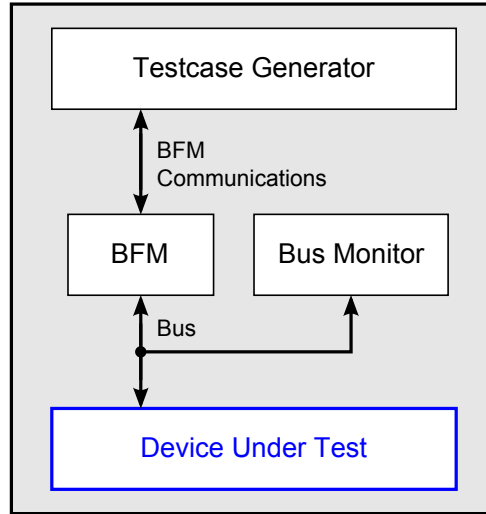 Testcase Generator
BFM
Communications
BFM
Bus Monitor
Bus
Device Under Test